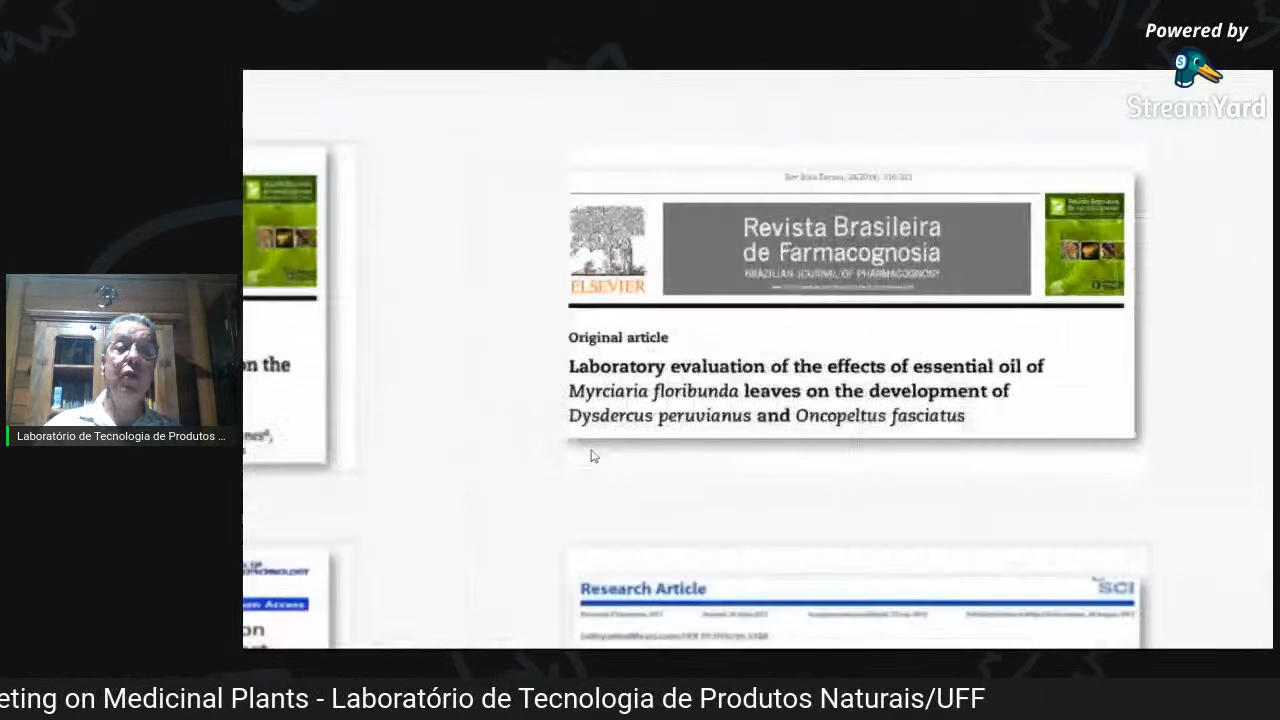 Powered by
StreamYard
Revista Brasileira
de Farmacognosia
BRAZILIAN JOURNAL OF PHARMACOGNOSY
ELSEVIER
Original article
Laboratory evaluation of the effects of essential oil of
Myrciaria floribunda leaves on the development of
Dysdercus peruvianus and Oncopeltus fasciatus
on the
Laboratório de Tecnologia de Produtos ...
Research Article
SCI
Access
on
eting on Medicinal Plants - Laboratório de Tecnologia de Produtos Naturais/UFF